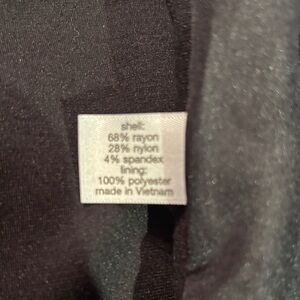 shell:
68% rayon
28% nylon
4% spandex
lining:
100% polyester
made in Vietnam